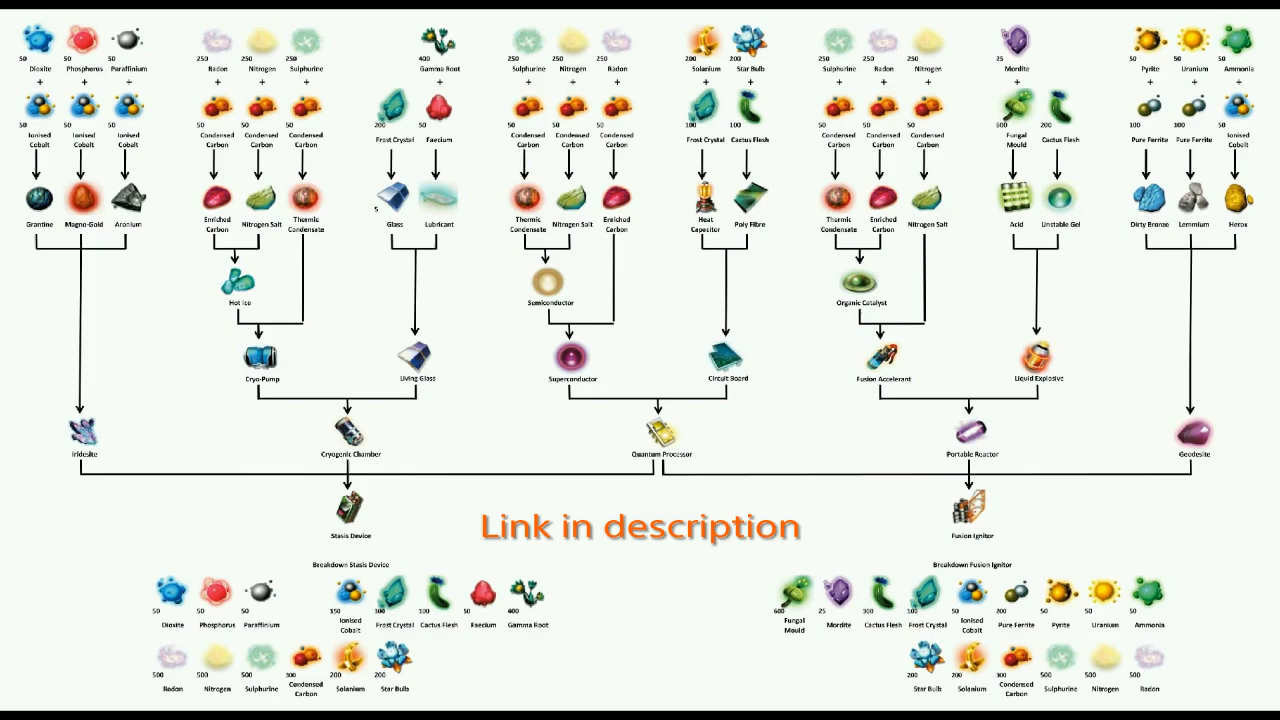 50 50 50 250 250 250 400 250 250 250 200 200 250 250 250 25 50 50 50
Dioxite Phosphorus Paraffinium Radon Nitrogen Sulphurine Gamma Root Sulphurine Nitrogen Radon Solanium Star Bulb Sulphurine Radon Nitrogen Mordite Pyrite Uranium Ammonia
+ + + + + + + + + + + + + + + + + + +
50 50 50 50 50 50 200 50 50 50 50 100 100 50 50 50 600 200 100 100 50
Ionised Cobalt Ionised Cobalt Ionised Cobalt Condensed Carbon Condensed Carbon Condensed Carbon Frost Crystal Faecium Condensed Carbon Condensed Carbon Condensed Carbon Frost Crystal Cactus Flesh Condensed Carbon Condensed Carbon Condensed Carbon Fungal Mould Cactus Flesh Pure Ferrite Pure Ferrite Ionised Cobalt
5
Grantine Magno-Gold Aronium Enriched Carbon Nitrogen Salt Thermic Condensate Glass Lubricant Thermic Condensate Nitrogen Salt Enriched Carbon Heat Capacitor Poly Fibre Thermic Condensate Enriched Carbon Nitrogen Salt Acid Unstable Gel Dirty Bronze Lemmium Herox
Hot Ice Semiconductor Organic Catalyst
Cryo-Pump Living Glass Superconductor Circuit Board Fusion Accelerant Liquid Explosive
Iridesite Cryogenic Chamber Quantum Processor Portable Reactor Geodesite
Link in description
Stasis Device Fusion Ignitor
Breakdown Stasis Device Breakdown Fusion Ignitor
50 50 50 150 300 100 50 400 600 25 300 100 50 200 50 50 50
Dioxite Phosphorus Paraffinium Ionised Cobalt Frost Crystal Cactus Flesh Faecium Gamma Root Fungal Mould Mordite Cactus Flesh Frost Crystal Ionised Cobalt Pure Ferrite Pyrite Uranium Ammonia
500 500 500 300 200 200 200 200 300 500 500 500
Radon Nitrogen Sulphurine Condensed Carbon Solanium Star Bulb Star Bulb Solanium Condensed Carbon Sulphurine Nitrogen Radon